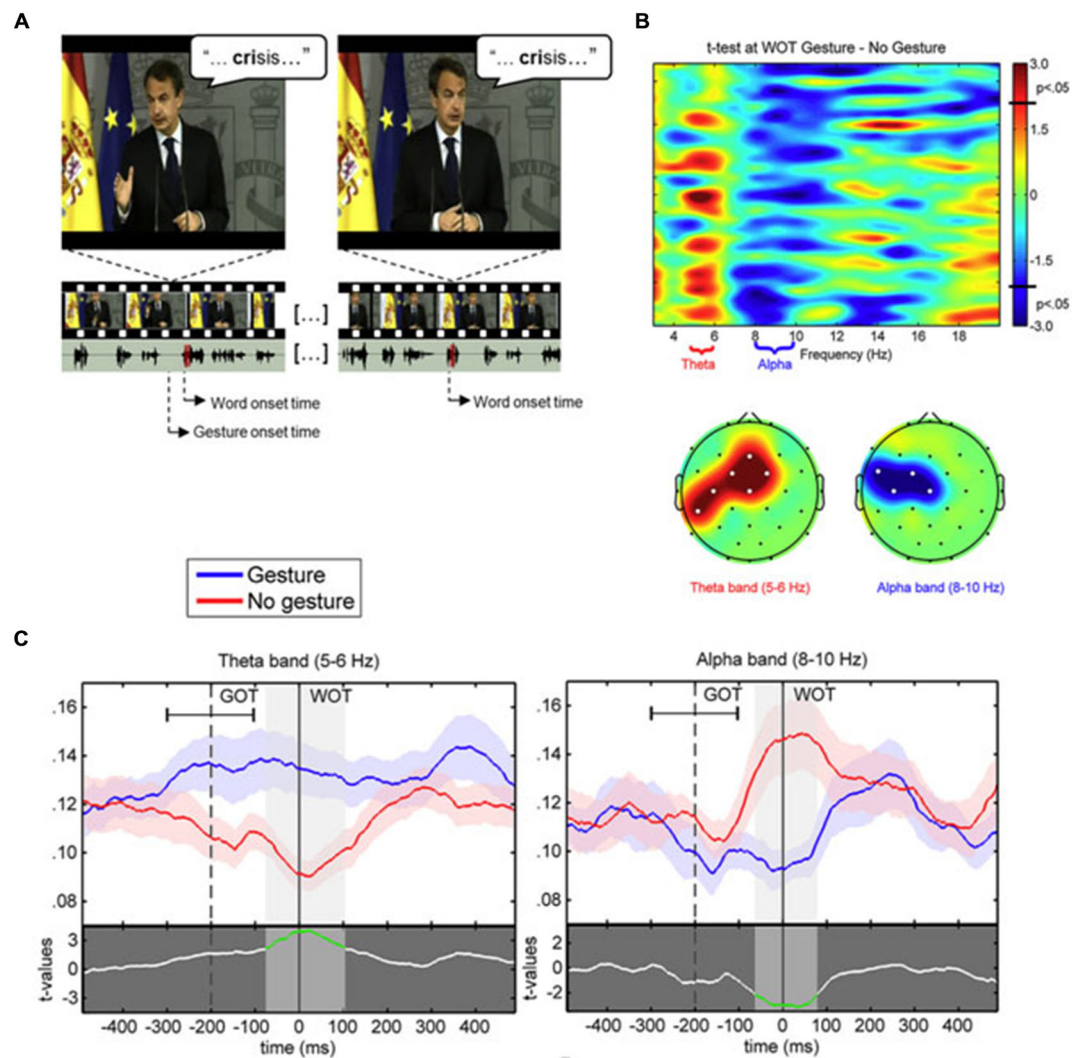 A
"... crisis..."
"... crisis..."
[...]
[...]
Word onset time
Gesture onset time
Word onset time
B
t-test at WOT Gesture - No Gesture
3.0
p<.05
1.5
0
-1.5
p<.05
-3.0
4 6 8 10 12 14 16 18
Frequency (Hz)
Theta
Alpha
Theta band (5-6 Hz)
Alpha band (8-10 Hz)
Gesture
No gesture
C
Theta band (5-6 Hz)
GOT
WOT
.16
.14
.12
.10
.08
t-values
3
0
-3
-400 -300 -200 -100 0 100 200 300 400
time (ms)
Alpha band (8-10 Hz)
GOT
WOT
.16
.14
.12
.10
.08
t-values
2
0
-2
-400 -300 -200 -100 0 100 200 300 400
time (ms)